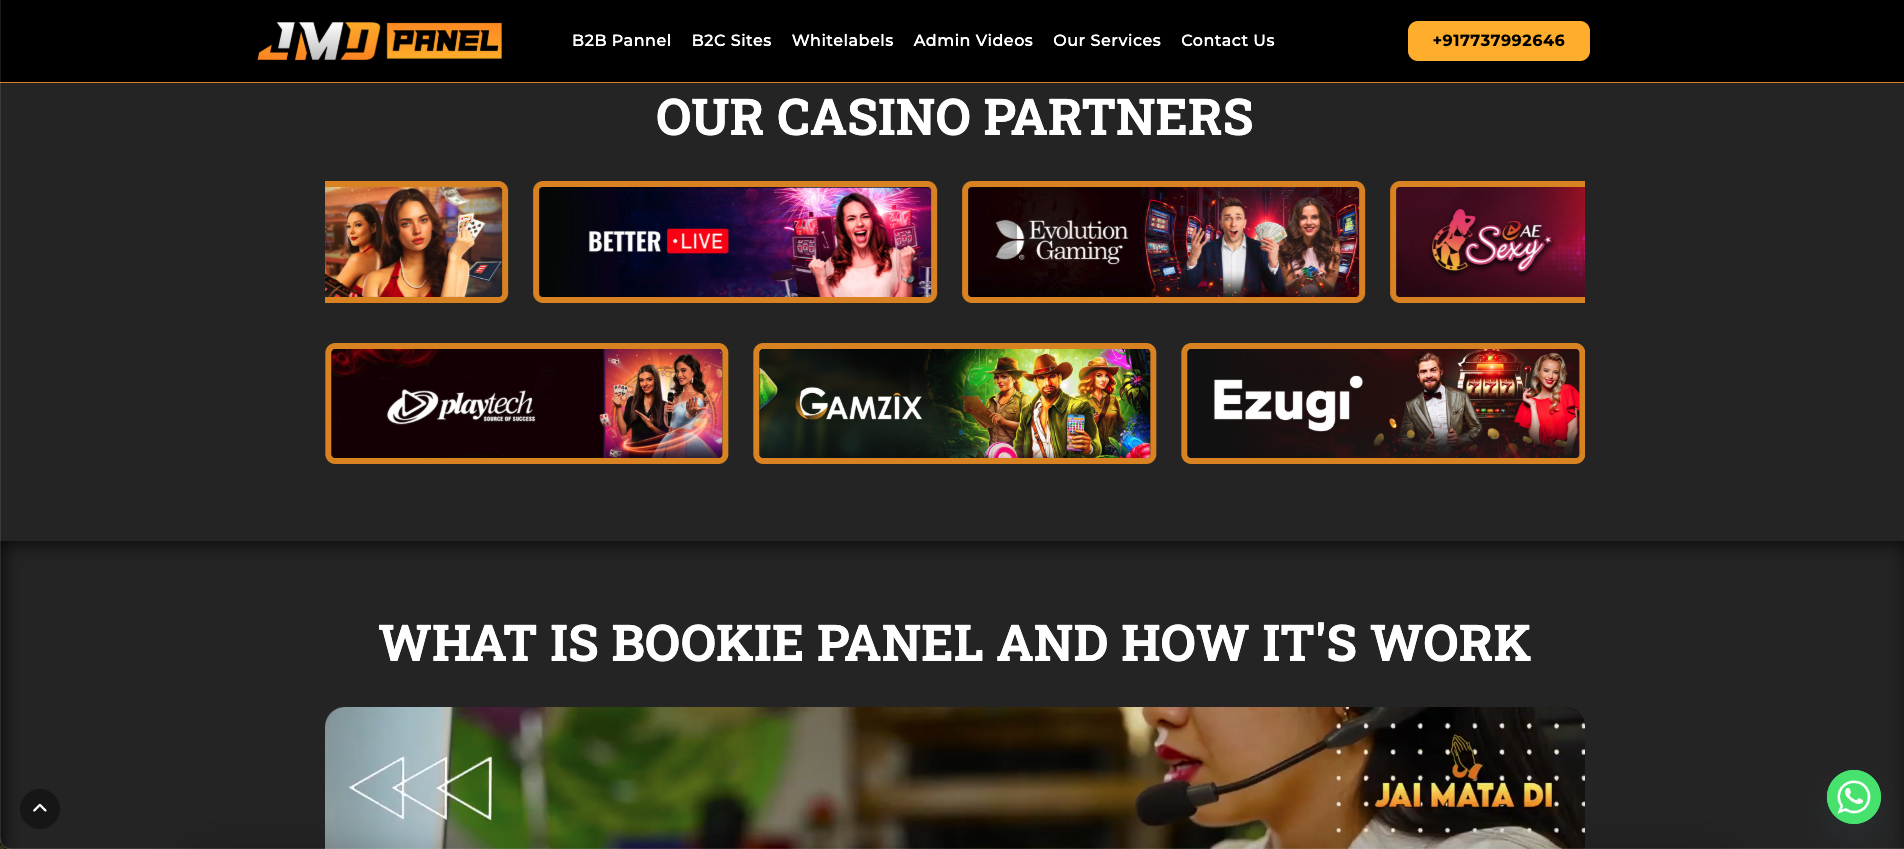 JMD PANEL
B2B Pannel B2C Sites Whitelabels Admin Videos Our Services Contact Us
+917737992646
OUR CASINO PARTNERS
BETTER LIVE
Evolution
Gaming
AE
Sexy
playtech
SOURCE OF SUCCESS
GAMZIX
Ezugi
WHAT IS BOOKIE PANEL AND HOW IT'S WORK
JAI MATA DI